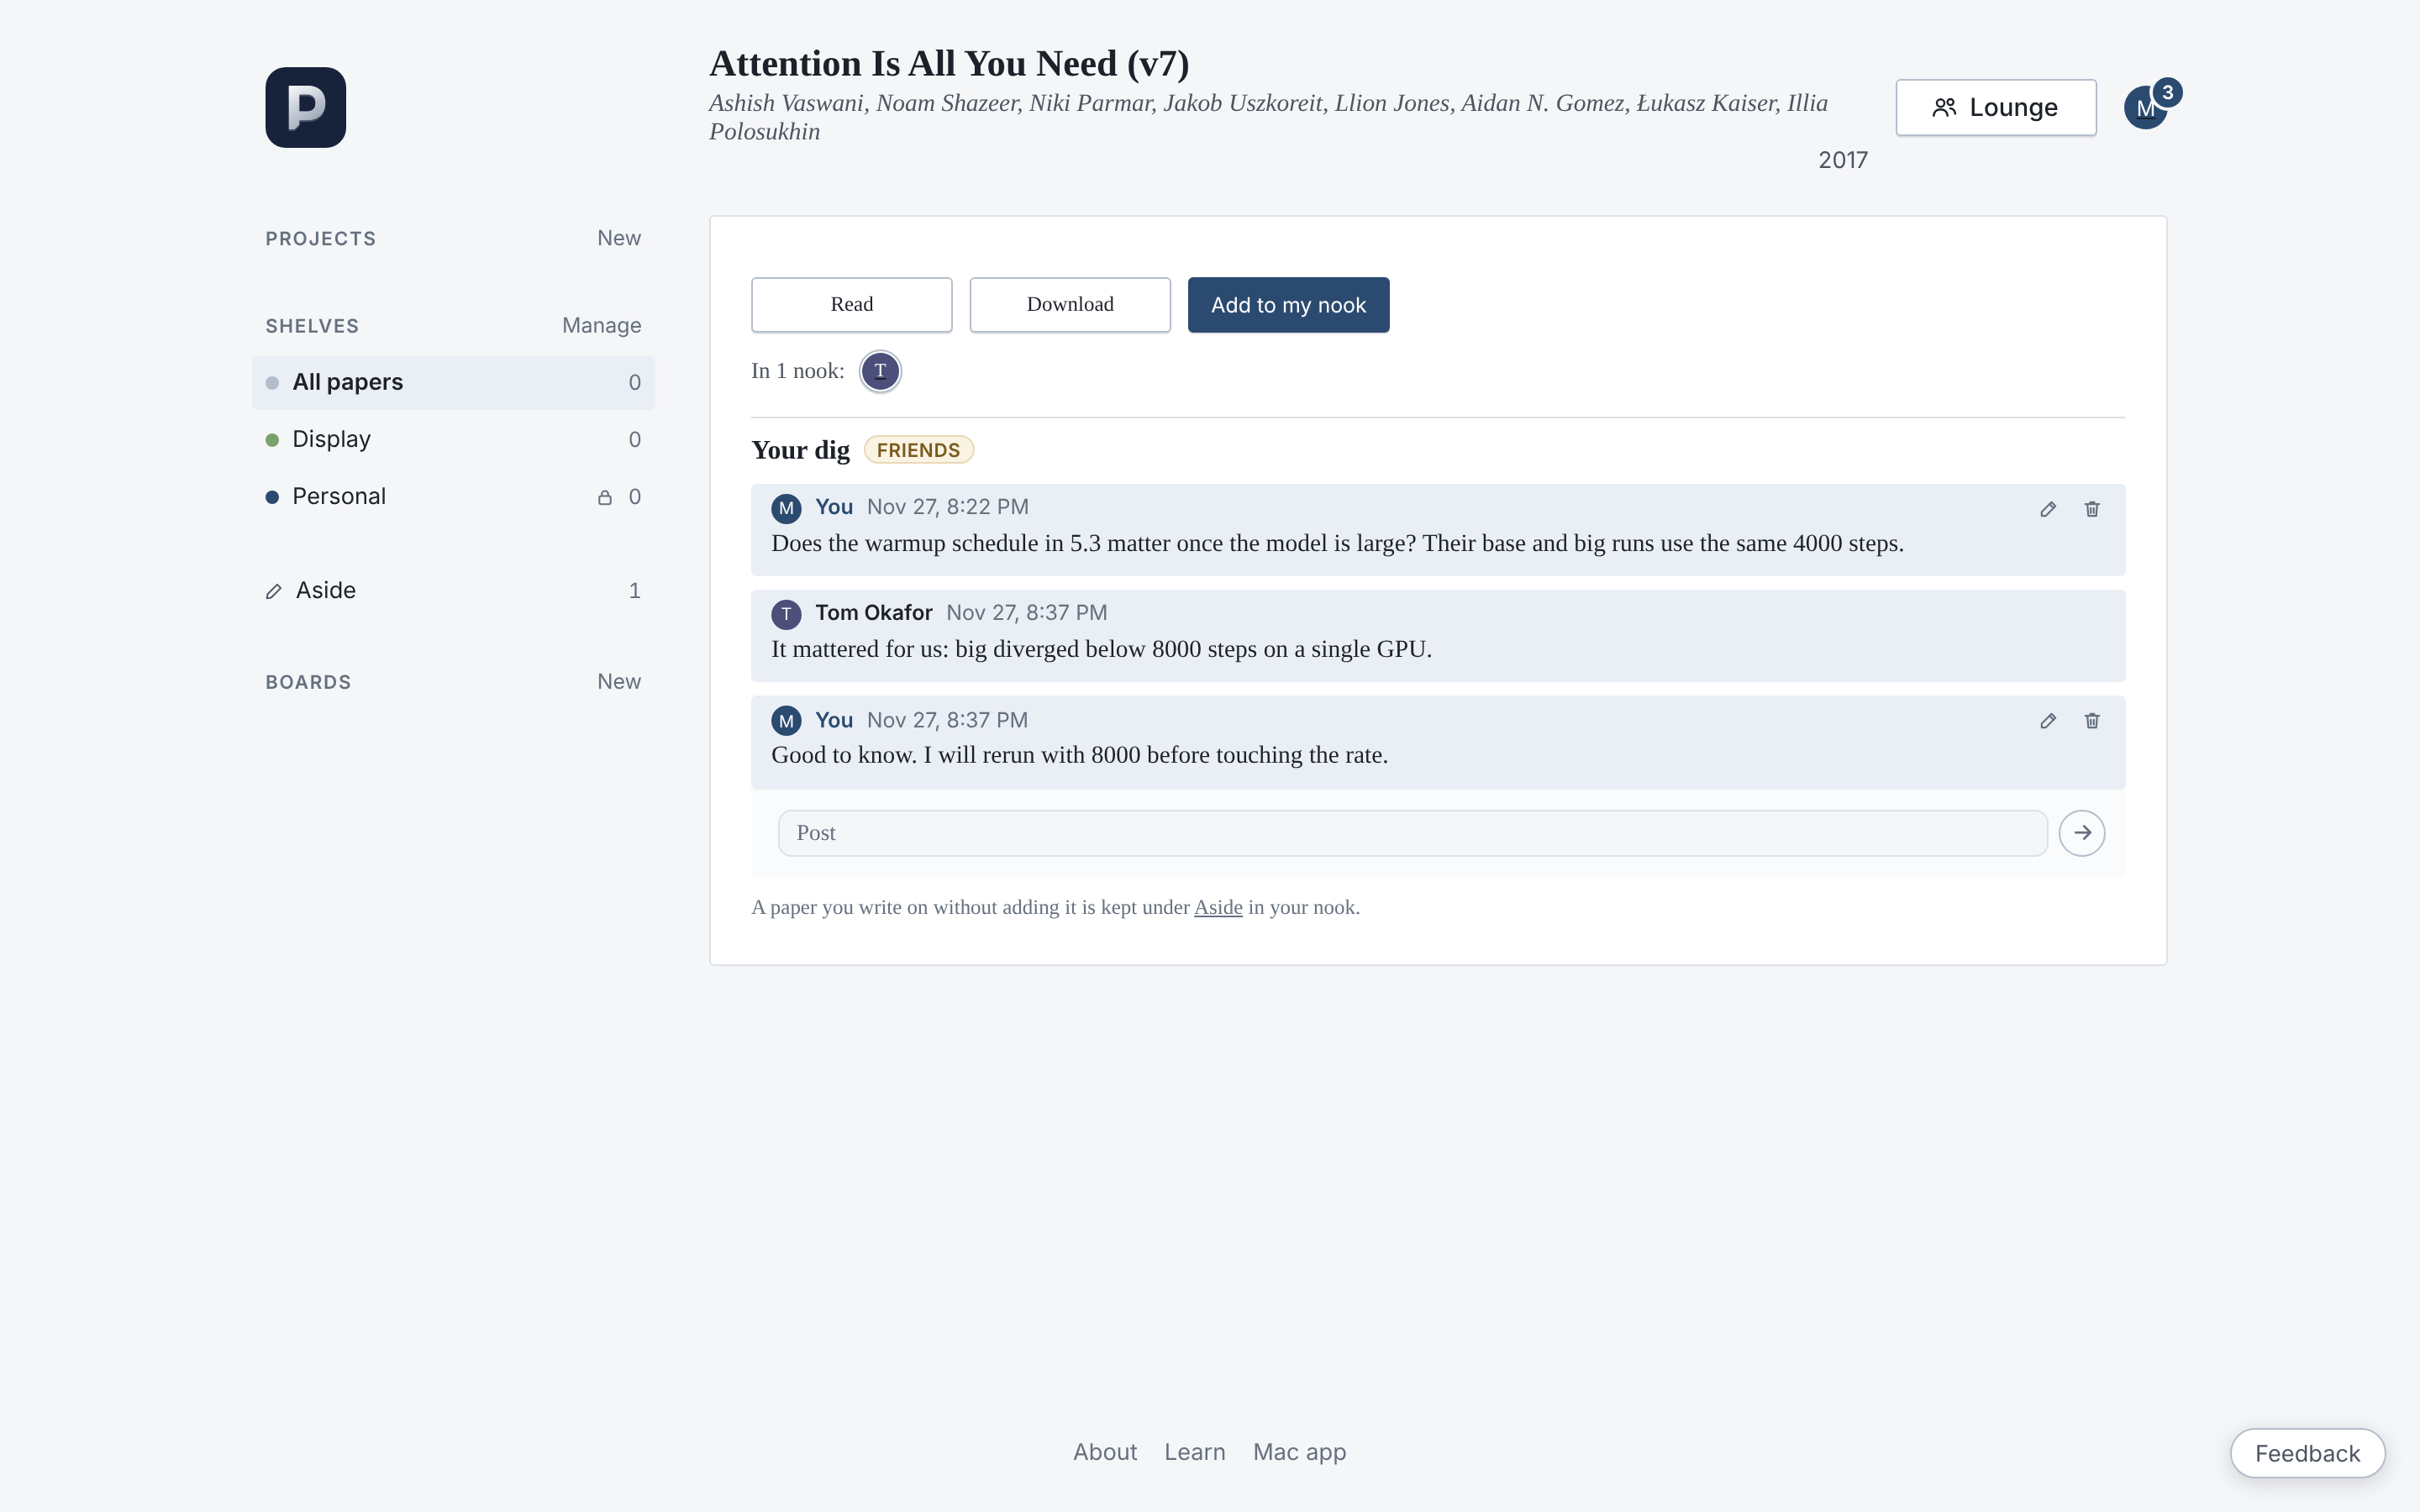 P
Attention Is All You Need (v7)
Ashish Vaswani, Noam Shazeer, Niki Parmar, Jakob Uszkoreit, Llion Jones, Aidan N. Gomez, Łukasz Kaiser, Illia
Polosukhin
2017
Lounge
M 3
PROJECTS New
SHELVES Manage
All papers 0
Display 0
Personal 0
Aside 1
BOARDS New
Read Download Add to my nook
In 1 nook: T
Your dig FRIENDS
M You Nov 27, 8:22 PM
Does the warmup schedule in 5.3 matter once the model is large? Their base and big runs use the same 4000 steps.
T Tom Okafor Nov 27, 8:37 PM
It mattered for us: big diverged below 8000 steps on a single GPU.
M You Nov 27, 8:37 PM
Good to know. I will rerun with 8000 before touching the rate.
Post
A paper you write on without adding it is kept under Aside in your nook.
About Learn Mac app
Feedback